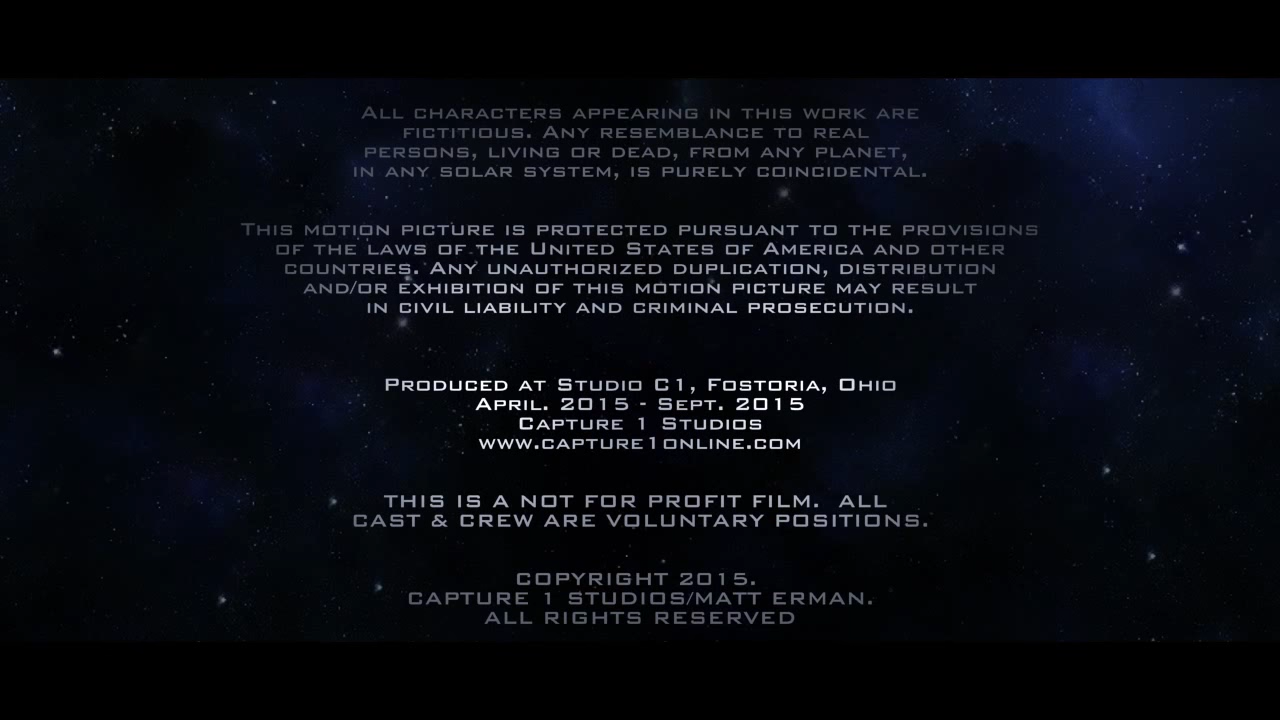 All characters appearing in this work are
fictitious. Any resemblance to real
persons, living or dead, from any planet,
in any solar system, is purely coincidental.
This motion picture is protected pursuant to the provisions
of the laws of the United States of America and other
countries. Any unauthorized duplication, distribution
and/or exhibition of this motion picture may result
in civil liability and criminal prosecution.
Produced at Studio C1, Fostoria, Ohio
April. 2015 - Sept. 2015
Capture 1 Studios
www.capture1online.com
THIS IS A NOT FOR PROFIT FILM.  ALL
CAST & CREW ARE VOLUNTARY POSITIONS.
COPYRIGHT 2015.
CAPTURE 1 STUDIOS/MATT ERMAN.
ALL RIGHTS RESERVED